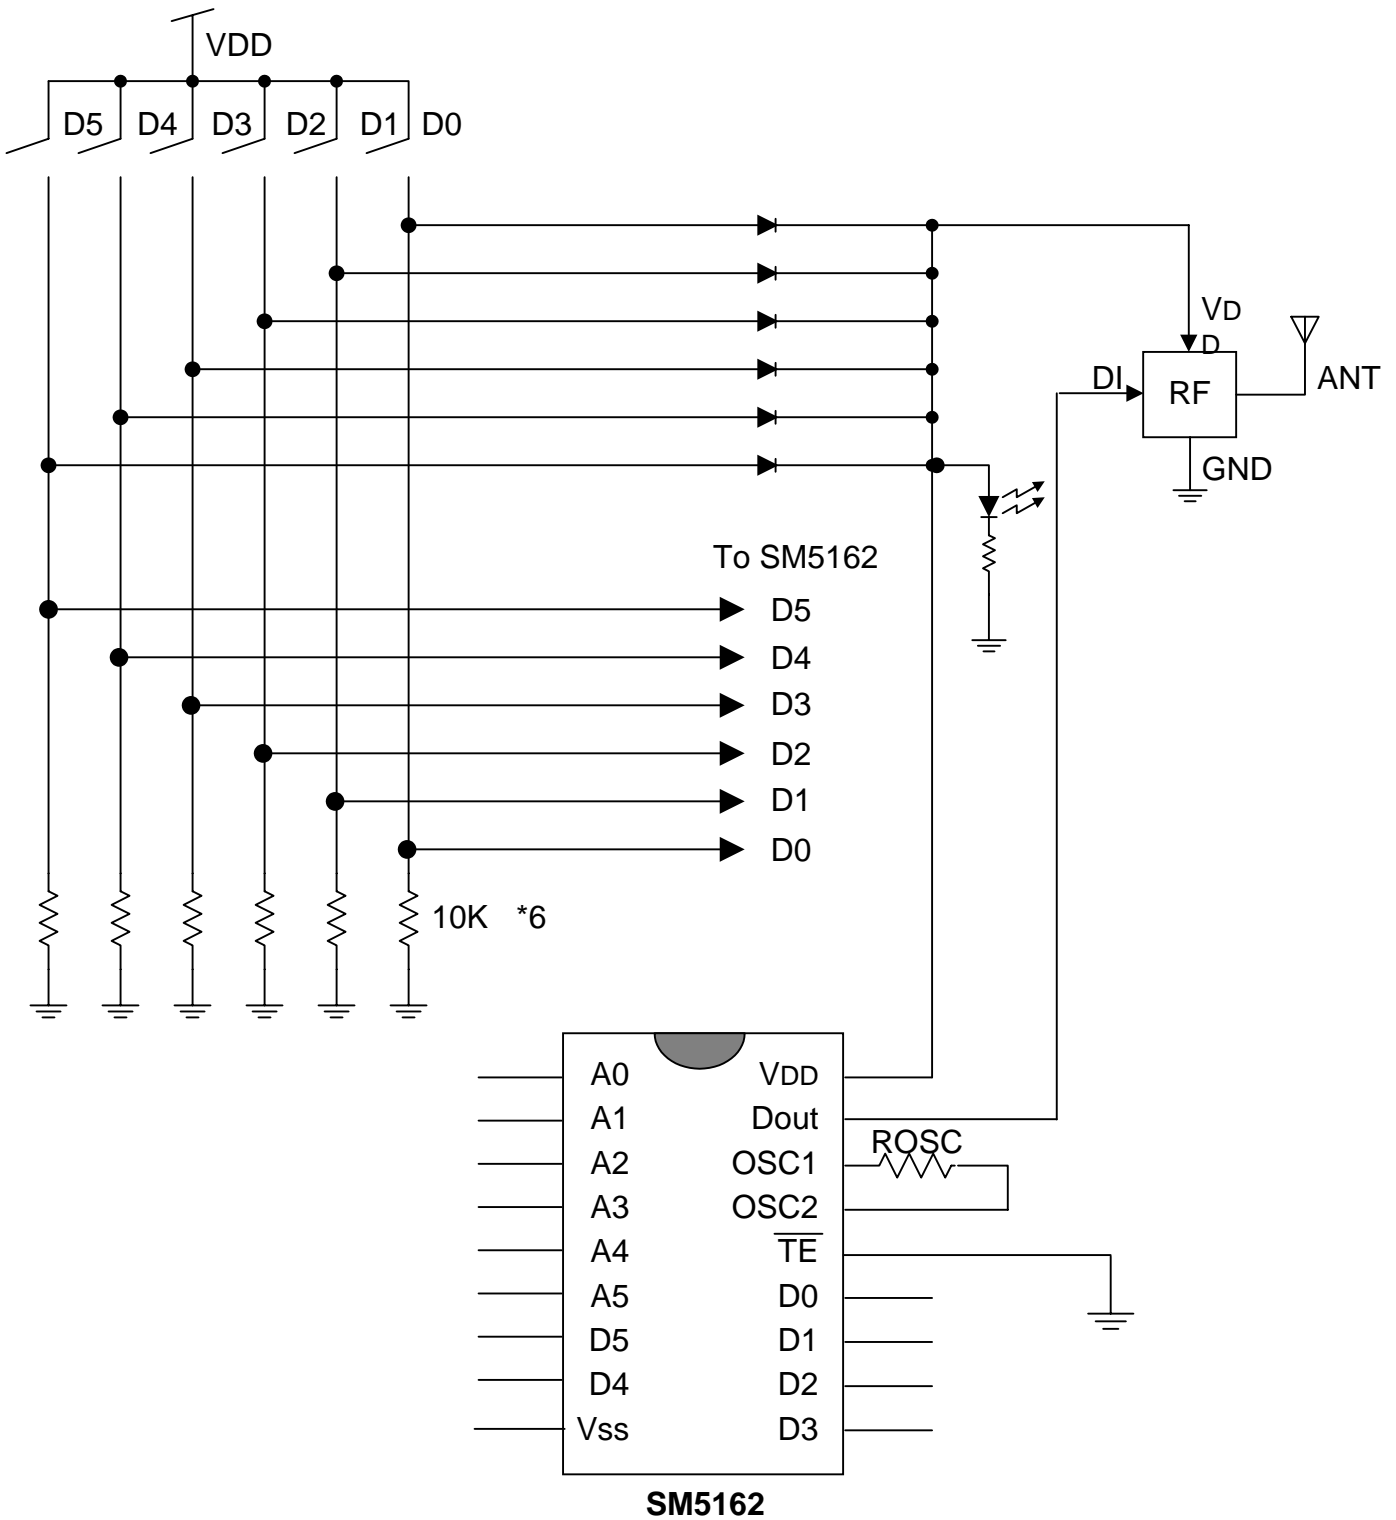 VDD
D5 D4 D3 D2 D1 D0
VD
D
DI
RF
ANT
GND
To SM5162
D5
D4
D3
D2
D1
D0
10K *6
A0
A1
A2
A3
A4
A5
D5
D4
Vss
VDD
Dout
OSC1
OSC2
TE
D0
D1
D2
D3
ROSC
SM5162